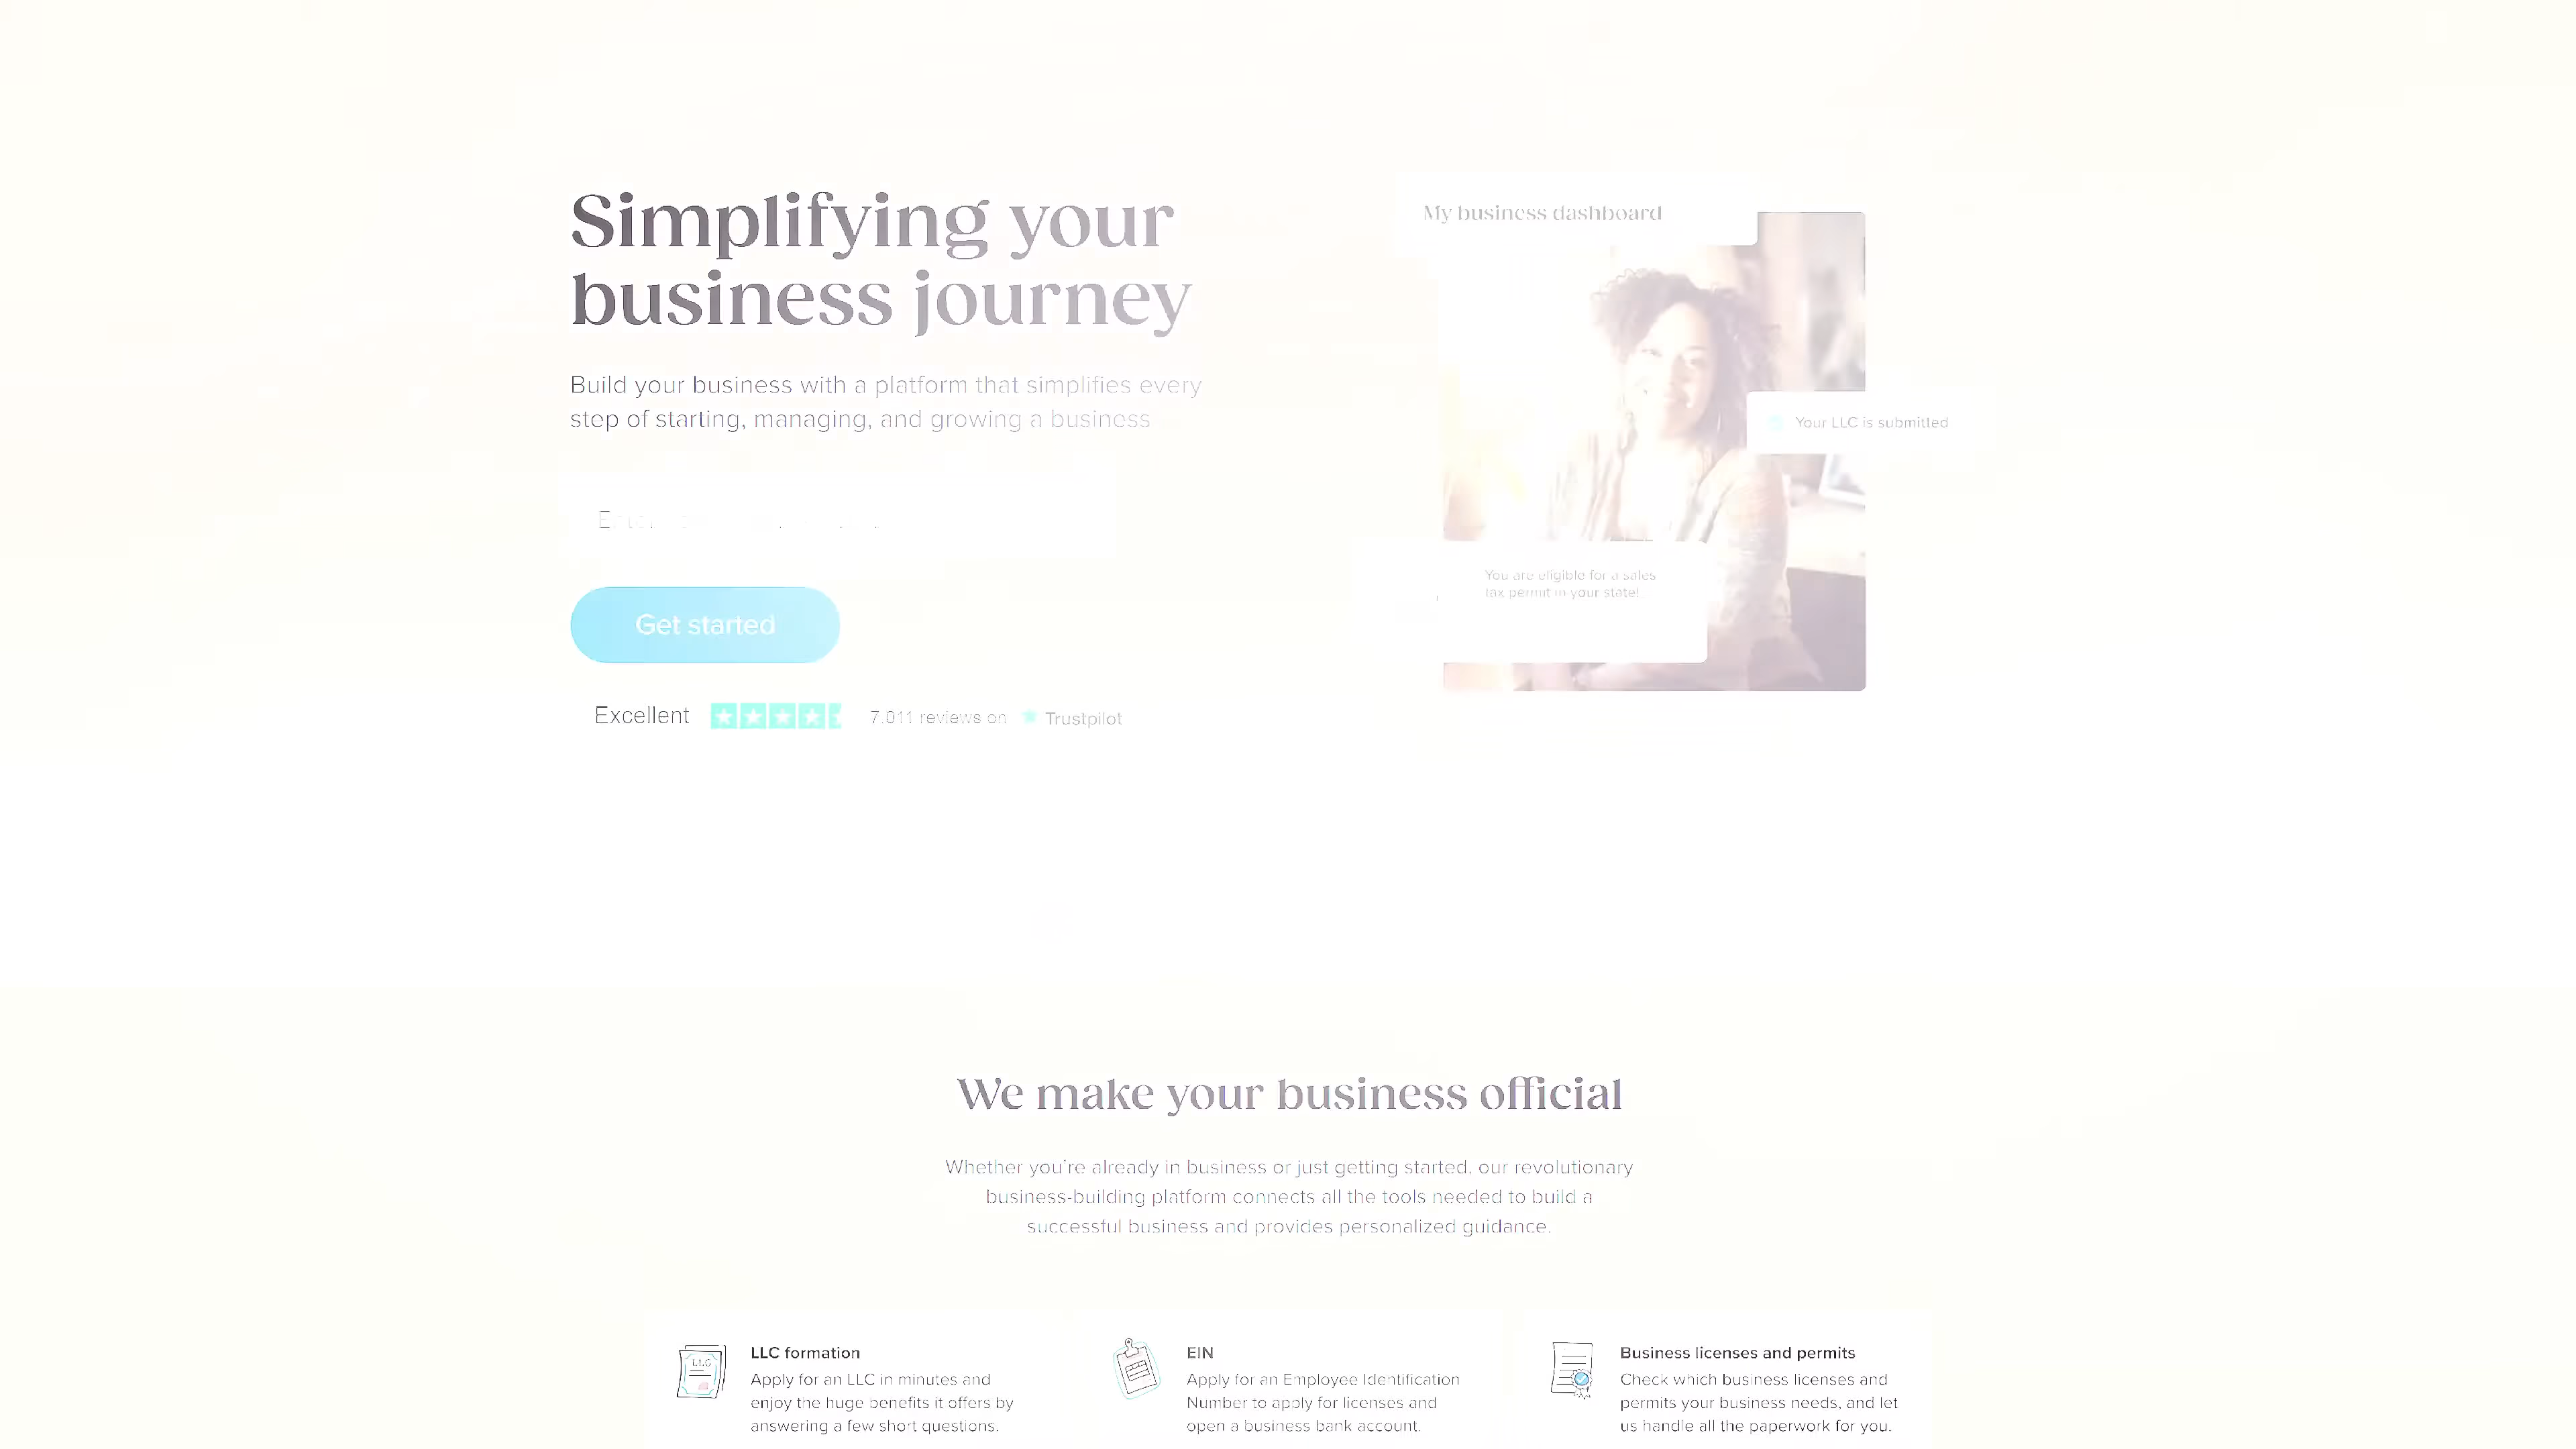 Simplifying your
business journey
Build your business with a platform that simplifies every
step of starting, managing, and growing a business
Get started
Excellent
7.011 reviews on
Trustpilot
My business dashboard
Your LLC is submitted
You are eligible for a sales
tax permit in your state!
We make your business official
Whether you're already in business or just getting started, our revolutionary
business-building platform connects all the tools needed to build a
successful business and provides personalized guidance.
LLC
LLC formation
Apply for an LLC in minutes and
enjoy the huge benefits it offers by
answering a few short questions.
EIN
Apply for an Employee Identification
Number to apply for licenses and
open a business bank account.
Business licenses and permits
Check which business licenses and
permits your business needs, and let
us handle all the paperwork for you.